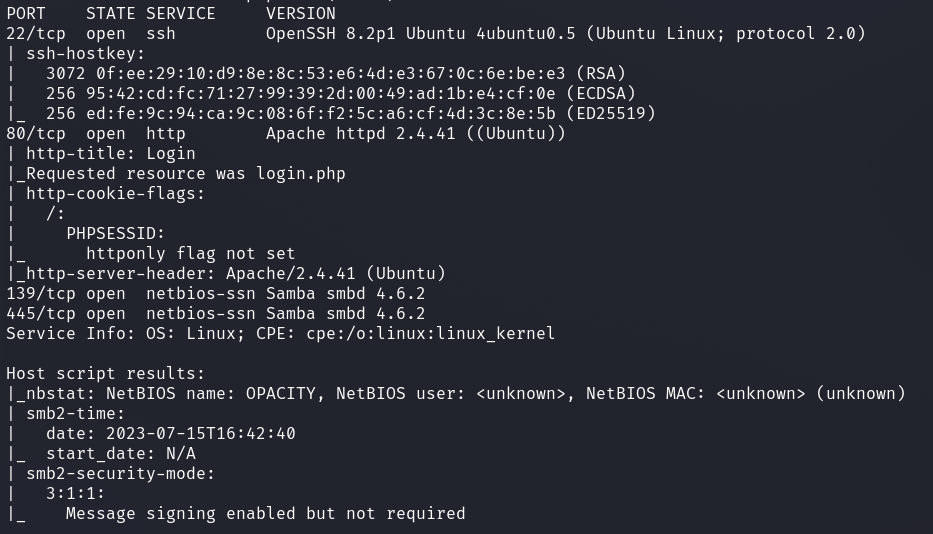 PORT    STATE SERVICE     VERSION
22/tcp  open  ssh         OpenSSH 8.2p1 Ubuntu 4ubuntu0.5 (Ubuntu Linux; protocol 2.0)
| ssh-hostkey:
|   3072 0f:ee:29:10:d9:8e:8c:53:e6:4d:e3:67:0c:6e:be:e3 (RSA)
|   256 95:42:cd:fc:71:27:99:39:2d:00:49:ad:1b:e4:cf:0e (ECDSA)
|_  256 ed:fe:9c:94:ca:9c:08:6f:f2:5c:a6:cf:4d:3c:8e:5b (ED25519)
80/tcp  open  http        Apache httpd 2.4.41 ((Ubuntu))
| http-title: Login
|_Requested resource was login.php
| http-cookie-flags:
|   /:
|     PHPSESSID:
|_      httponly flag not set
|_http-server-header: Apache/2.4.41 (Ubuntu)
139/tcp open  netbios-ssn Samba smbd 4.6.2
445/tcp open  netbios-ssn Samba smbd 4.6.2
Service Info: OS: Linux; CPE: cpe:/o:linux:linux_kernel

Host script results:
|_nbstat: NetBIOS name: OPACITY, NetBIOS user: <unknown>, NetBIOS MAC: <unknown> (unknown)
| smb2-time:
|   date: 2023-07-15T16:42:40
|_  start_date: N/A
| smb2-security-mode:
|   3:1:1:
|_    Message signing enabled but not required